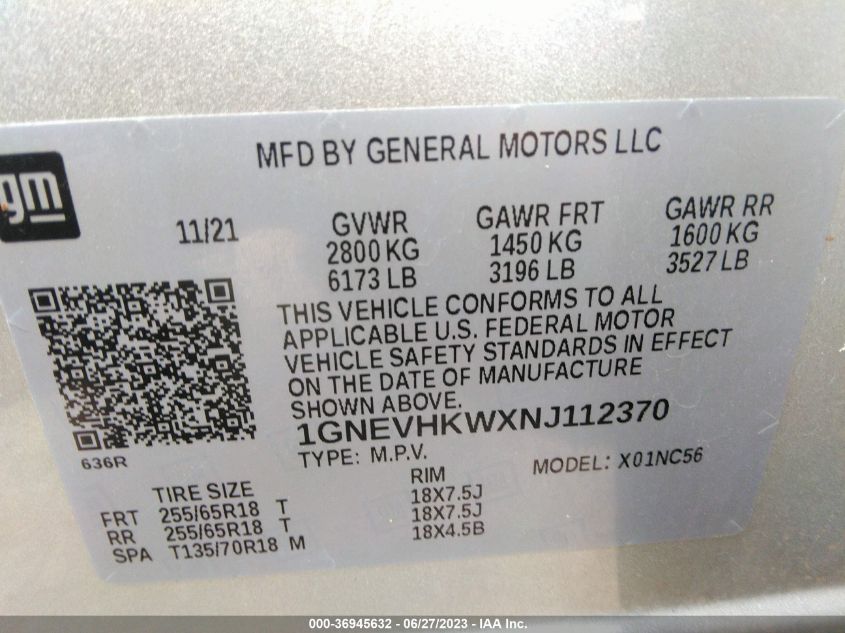 MFD BY GENERAL MOTORS LLC
gm
11/21
GVWR
2800 KG
6173 LB
GAWR FRT
1450 KG
3196 LB
GAWR RR
1600 KG
3527 LB
THIS VEHICLE CONFORMS TO ALL
APPLICABLE U.S. FEDERAL MOTOR
VEHICLE SAFETY STANDARDS IN EFFECT
ON THE DATE OF MANUFACTURE
SHOWN ABOVE.
1GNEVHKWXNJ112370
636R
TYPE: M.P.V.
MODEL: X01NC56
TIRE SIZE
RIM
FRT 255/65R18 T 18X7.5J
RR 255/65R18 T 18X7.5J
SPA T135/70R18 M 18X4.5B
000-36945632 - 06/27/2023 - IAA Inc.